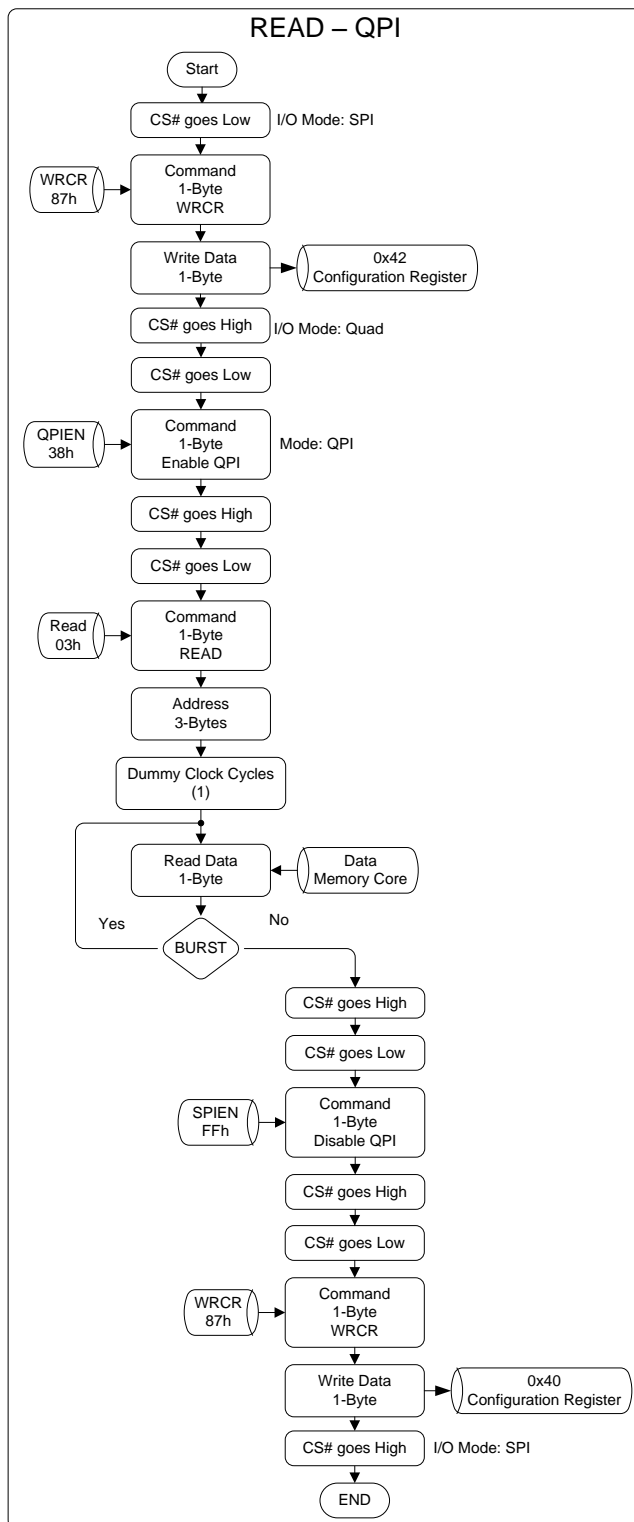 READ – QPI
Start
CS# goes Low
I/O Mode: SPI
WRCR
87h
Command
1-Byte
WRCR
Write Data
1-Byte
0x42
Configuration Register
CS# goes High
I/O Mode: Quad
CS# goes Low
QPIEN
38h
Command
1-Byte
Enable QPI
Mode: QPI
CS# goes High
CS# goes Low
Read
03h
Command
1-Byte
READ
Address
3-Bytes
Dummy Clock Cycles
(1)
Read Data
1-Byte
Data
Memory Core
Yes
No
BURST
CS# goes High
CS# goes Low
SPIEN
FFh
Command
1-Byte
Disable QPI
CS# goes High
CS# goes Low
WRCR
87h
Command
1-Byte
WRCR
Write Data
1-Byte
0x40
Configuration Register
CS# goes High
I/O Mode: SPI
END